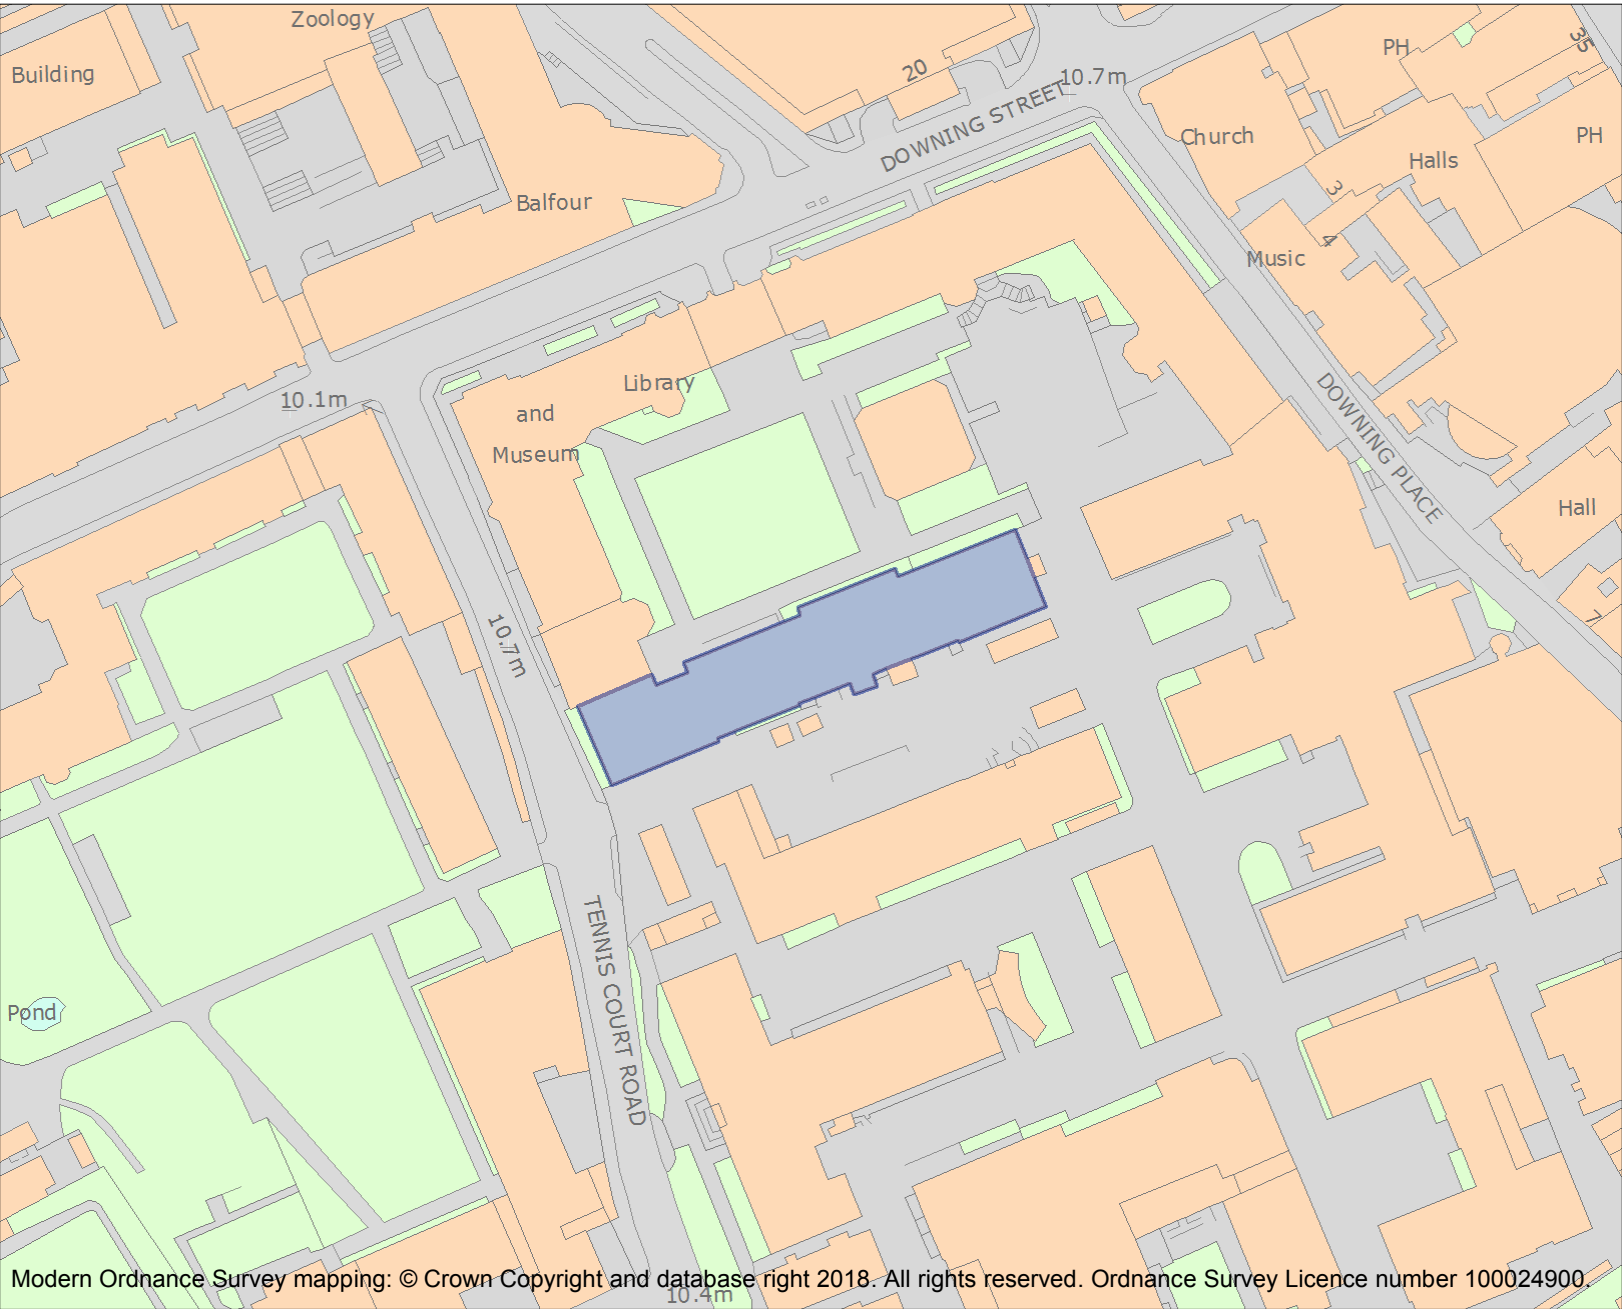 Zoology
Building
20
10.7m
PH
35
DOWNING STREET
Church
PH
Halls
3
Balfour
4
Music
Library
10.1m
and
Museum
DOWNING PLACE
Hall
10.7m
7
TENNIS COURT ROAD
Pond
10.4m
Modern Ordnance Survey mapping: © Crown Copyright and database right 2018. All rights reserved. Ordnance Survey Licence number 100024900.